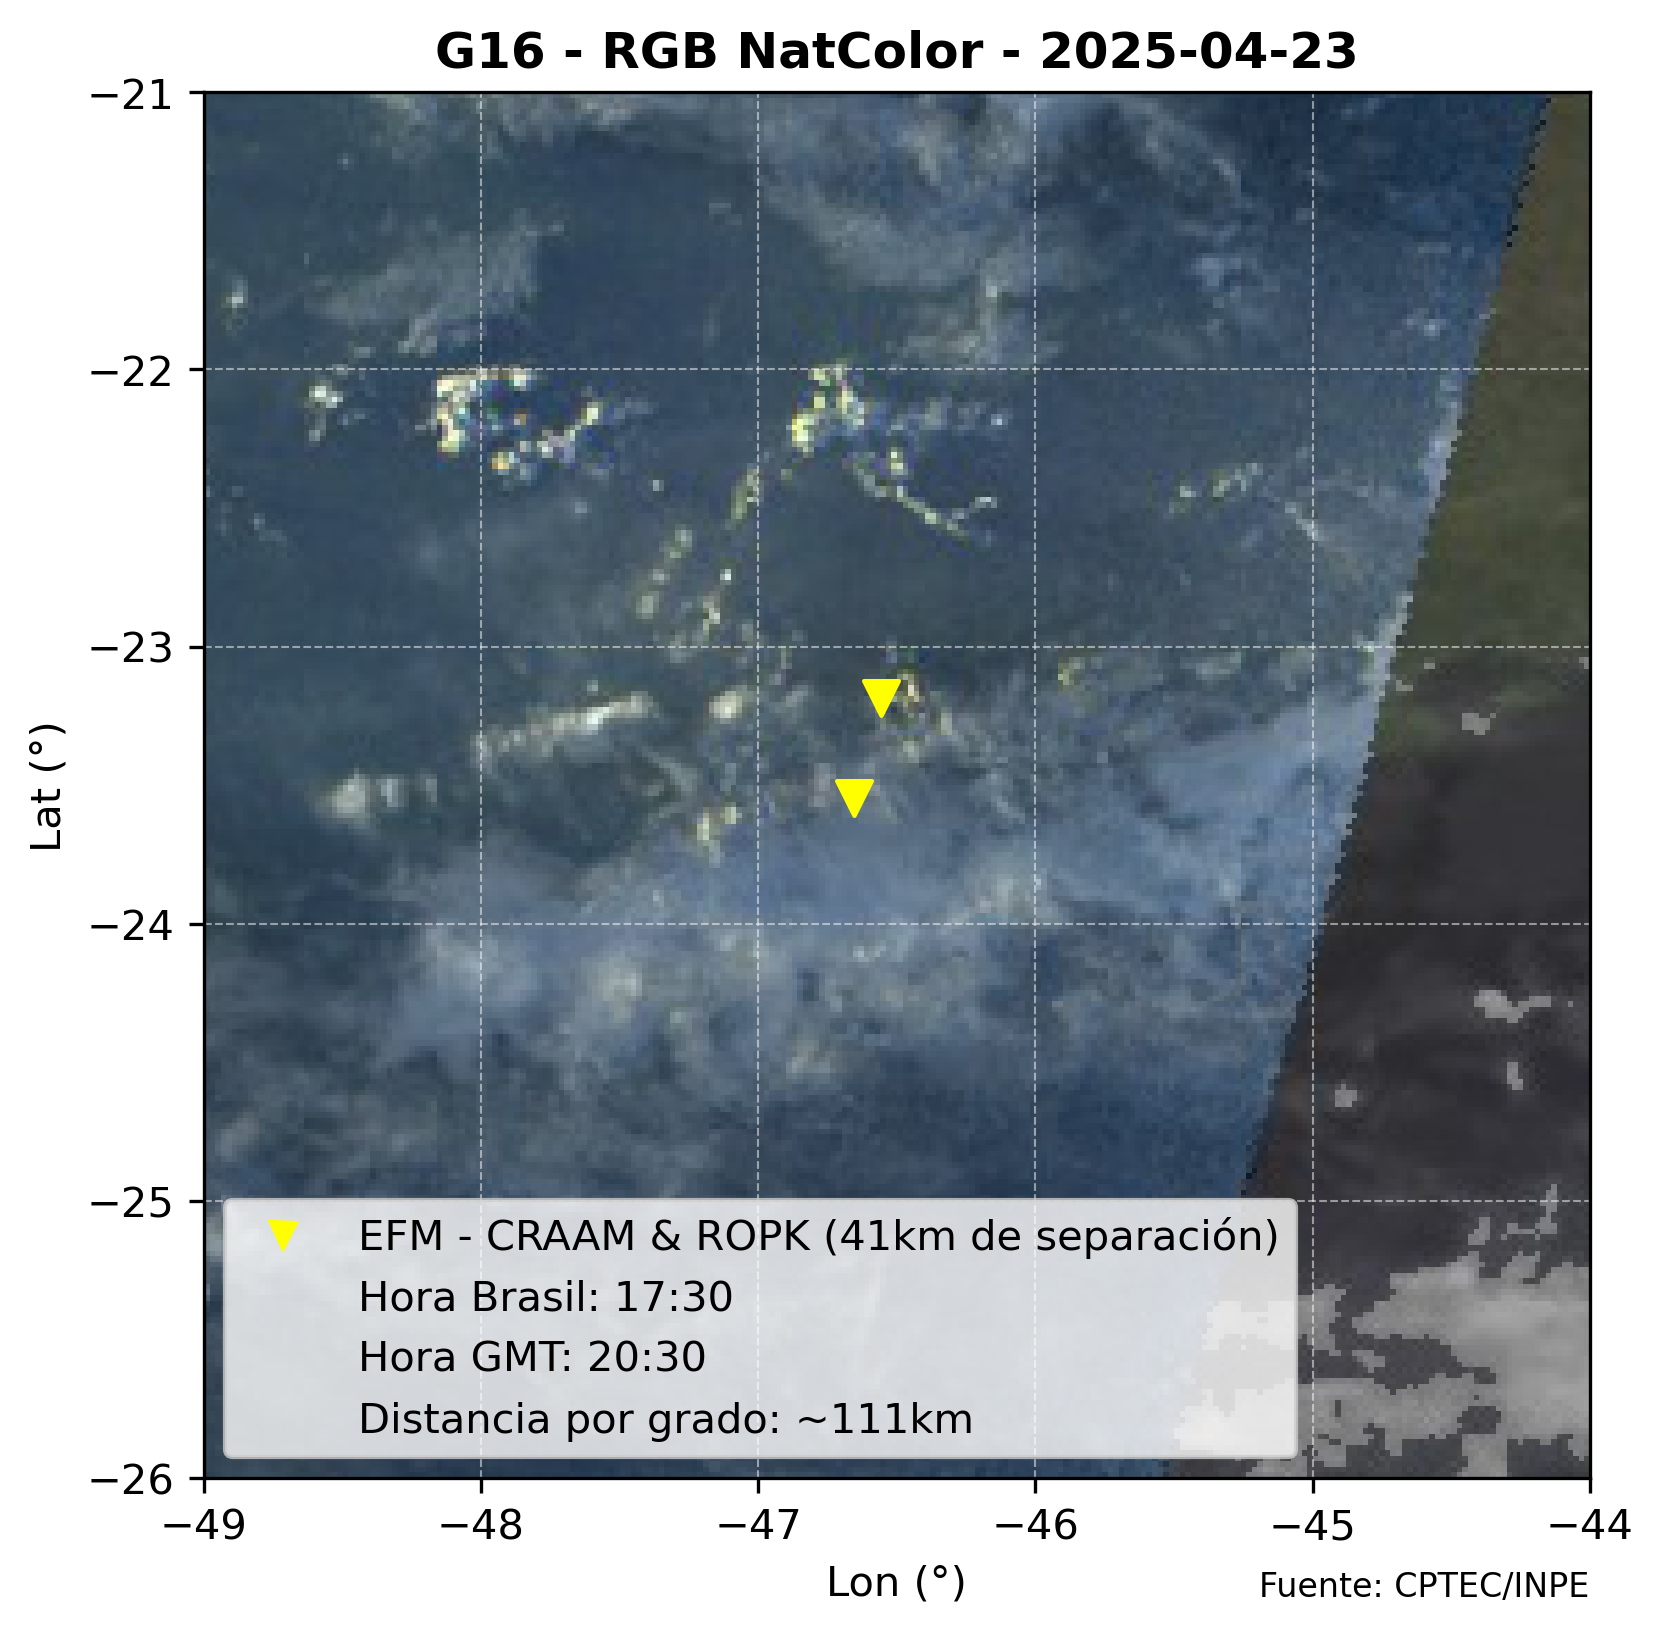 G16 - RGB NatColor - 2025-04-23
−21
−22
−23
−24
−25
−26
Lat (°)
EFM - CRAAM & ROPK (41km de separación)
Hora Brasil: 17:30
Hora GMT: 20:30
Distancia por grado: ~111km
−49 −48 −47 −46 −45 −44
Lon (°)
Fuente: CPTEC/INPE